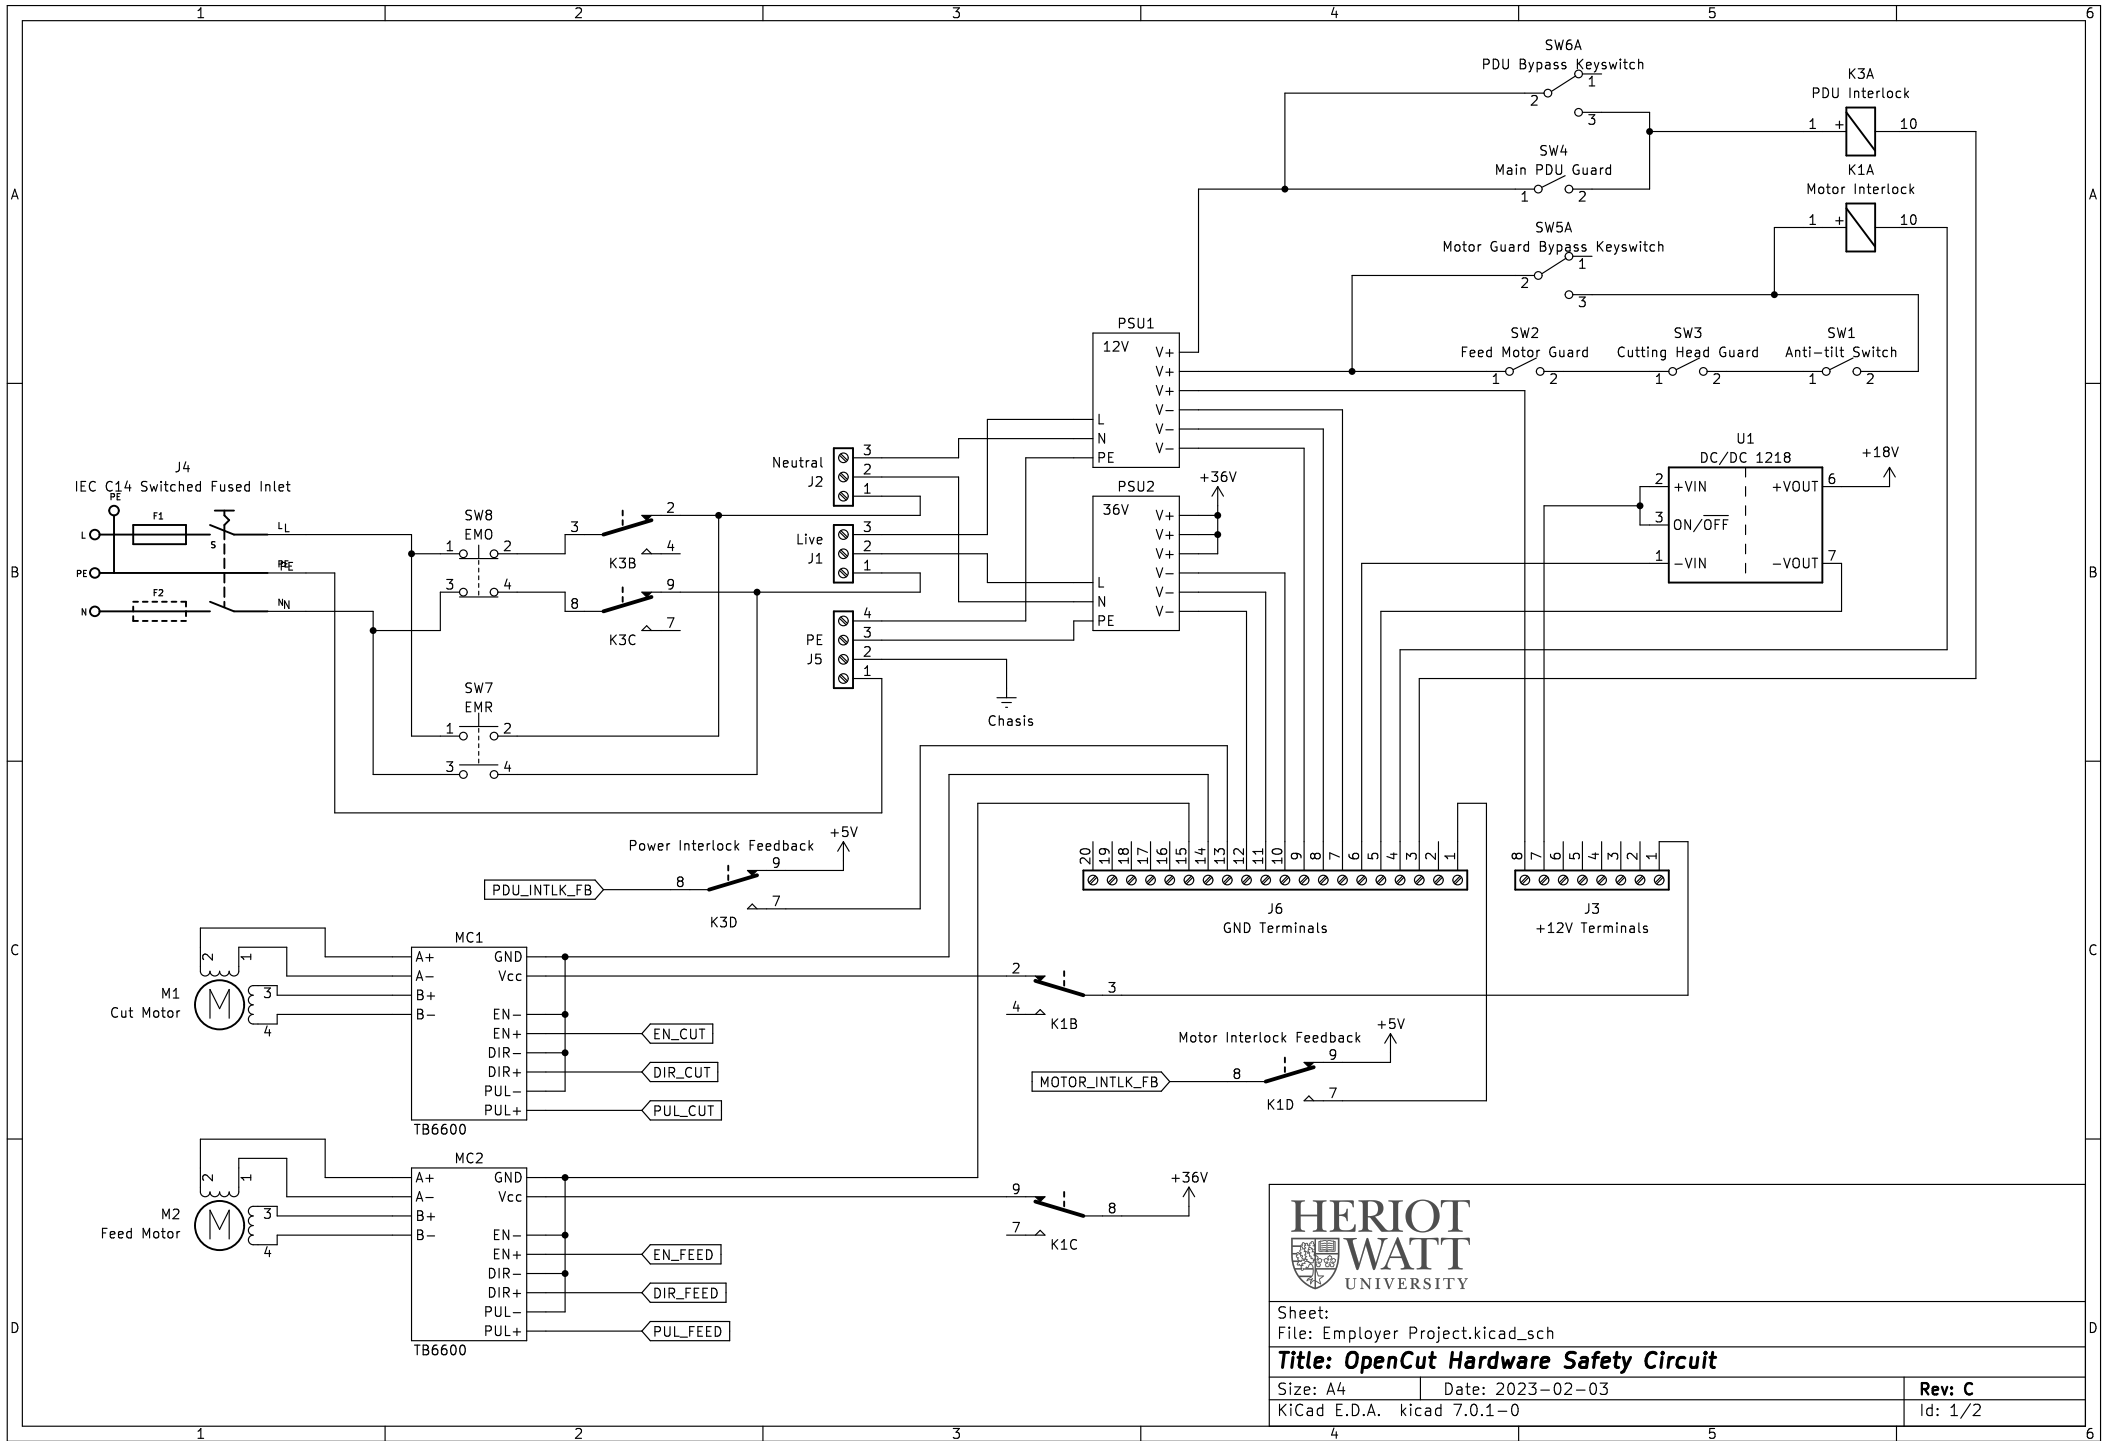 1 2 3 4 5 6
A
B
C
D
SW6A
PDU Bypass Keyswitch
1
2
3
K3A
PDU Interlock
1 + 10
SW4
Main PDU Guard
1 2
K1A
Motor Interlock
1 + 10
SW5A
Motor Guard Bypass Keyswitch
1
2
3
SW2
Feed Motor Guard
1 2
SW3
Cutting Head Guard
1 2
SW1
Anti-tilt Switch
1 2
PSU1
12V
V+
V+
V+
V-
V-
V-
L
N
PE
PSU2
36V
+36V
V+
V+
V+
V-
V-
V-
L
N
PE
U1
DC/DC 1218
+18V
2 +VIN +VOUT 6
3 ON/OFF
1 -VIN -VOUT 7
J4
IEC C14 Switched Fused Inlet
PE
L F1 S L L
PE PE PE
N F2 N N
SW8
EMO
1 2
3 4
3 2
4
K3B
8 9
7
K3C
SW7
EMR
1 2
3 4
Neutral
J2
3
2
1
Live
J1
3
2
1
PE
J5
4
3
2
1
Chasis
Power Interlock Feedback
+5V
PDU_INTLK_FB
8
9
7
K3D
20 19 18 17 16 15 14 13 12 11 10 9 8 7 6 5 4 3 2 1
J6
GND Terminals
8 7 6 5 4 3 2 1
J3
+12V Terminals
M1
Cut Motor
M
2 1
3
4
MC1
A+ GND
A- Vcc
B+
B- EN-
EN+
DIR-
DIR+
PUL-
PUL+
TB6600
EN_CUT
DIR_CUT
PUL_CUT
2
3
4
K1B
Motor Interlock Feedback
+5V
MOTOR_INTLK_FB
8
9
7
K1D
M2
Feed Motor
M
2 1
3
4
MC2
A+ GND
A- Vcc
B+
B- EN-
EN+
DIR-
DIR+
PUL-
PUL+
TB6600
EN_FEED
DIR_FEED
PUL_FEED
9
8
7
K1C
+36V
HERIOT
WATT
UNIVERSITY
Sheet:
File: Employer Project.kicad_sch
Title: OpenCut Hardware Safety Circuit
Size: A4 Date: 2023-02-03 Rev: C
KiCad E.D.A. kicad 7.0.1-0 Id: 1/2
A
B
C
D
1 2 3 4 5 6